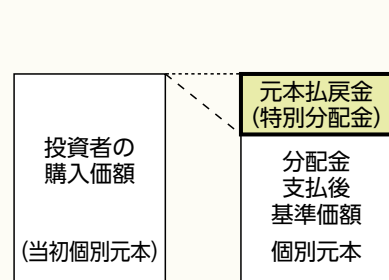 投資者の
購入価額
(当初個別元本)
元本払戻金
(特別分配金)
分配金
支払後
基準価額
個別元本